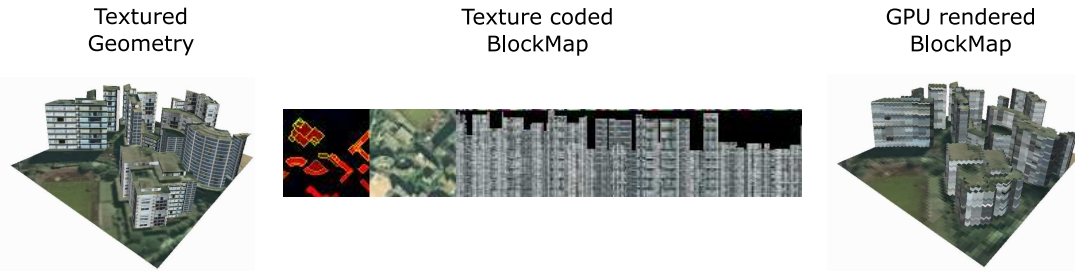 Textured
Geometry
Texture coded
BlockMap
GPU rendered
BlockMap